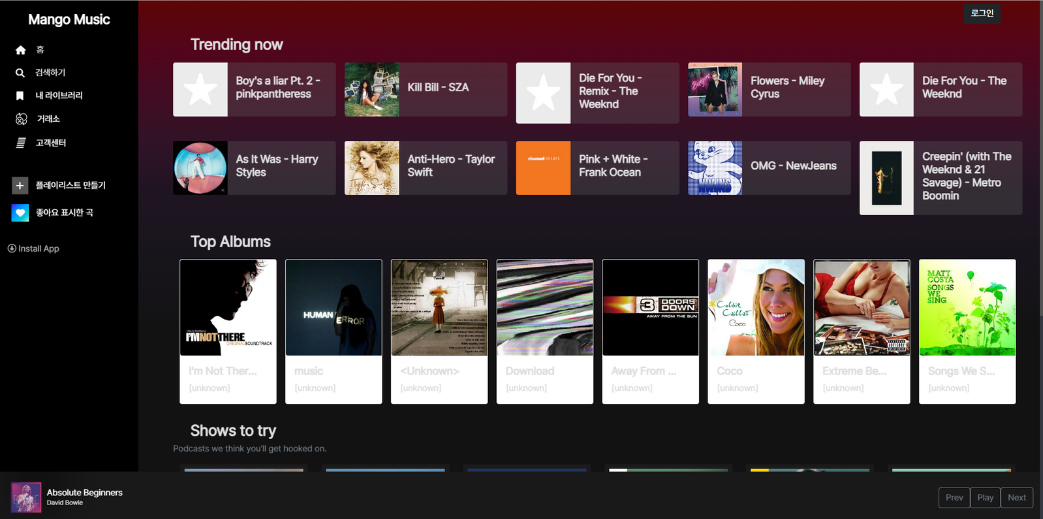 Mango Music
로그인
홈
검색하기
내 라이브러리
거래소
고객센터
플레이리스트 만들기
좋아요 표시한 곡
Install App
Trending now
Boy's a liar Pt. 2 -
pinkpantheress
Kill Bill - SZA
Die For You -
Remix - The
Weeknd
Flowers - Miley
Cyrus
Die For You - The
Weeknd
As It Was - Harry
Styles
Anti-Hero - Taylor
Swift
Pink + White -
Frank Ocean
OMG - NewJeans
Creepin' (with The
Weeknd & 21
Savage) - Metro
Boomin
Top Albums
I'M NOT THERE
ORIGINAL SOUNDTRACK
HUMAN ERROR
3 DOORS
DOWN
AWAY FROM THE SUN
Colbie
Caillat
Coco
MATT
COSTA
SONGS
WE
SING
I'm Not Ther...
[unknown]
music
[unknown]
<Unknown>
[unknown]
Download
[unknown]
Away From ...
[unknown]
Coco
[unknown]
Extreme Be...
[unknown]
Songs We S...
[unknown]
Shows to try
Podcasts we think you'll get hooked on.
Absolute Beginners
David Bowie
Prev
Play
Next